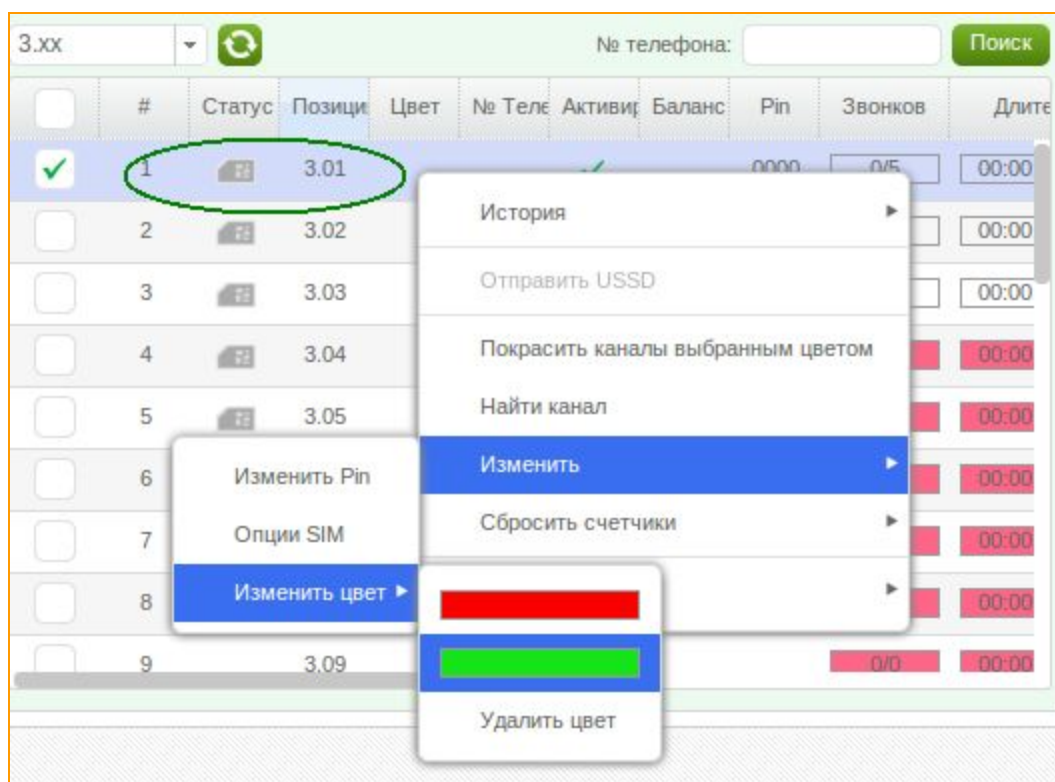 3.xx № телефона: Поиск
# Статус Позици Цвет № Теле Активир Баланс Pin Звонков Длите
1 3.01 0000 0/5 00:00
2 3.02 00:00
3 3.03 00:00
4 3.04 00:00
5 3.05 00:00
6 00:00
7 00:00
8 00:00
9 3.09 0/0 00:00
История
Отправить USSD
Покрасить каналы выбранным цветом
Найти канал
Изменить
Сбросить счетчики
Изменить Pin
Опции SIM
Изменить цвет
Удалить цвет